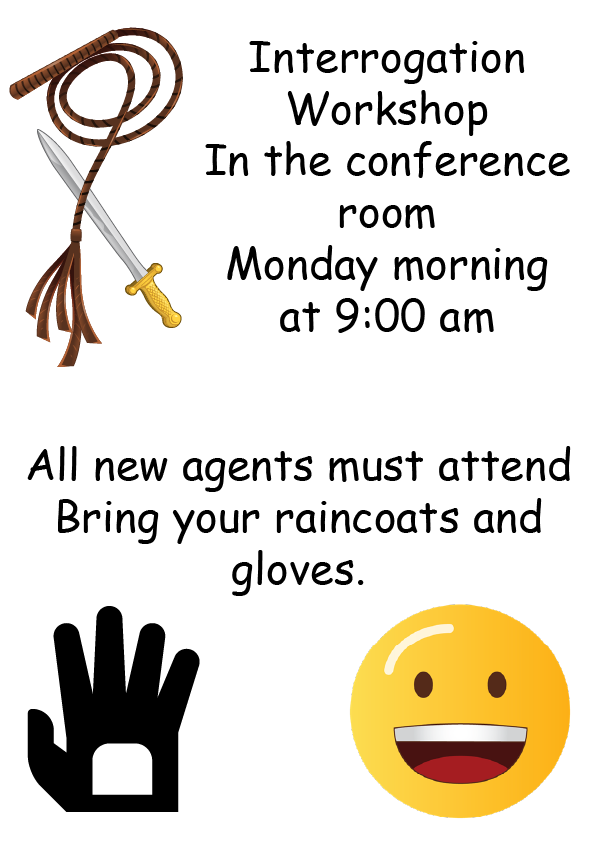 Interrogation
Workshop
In the conference
room
Monday morning
at 9:00 am
All new agents must attend
Bring your raincoats and
gloves.